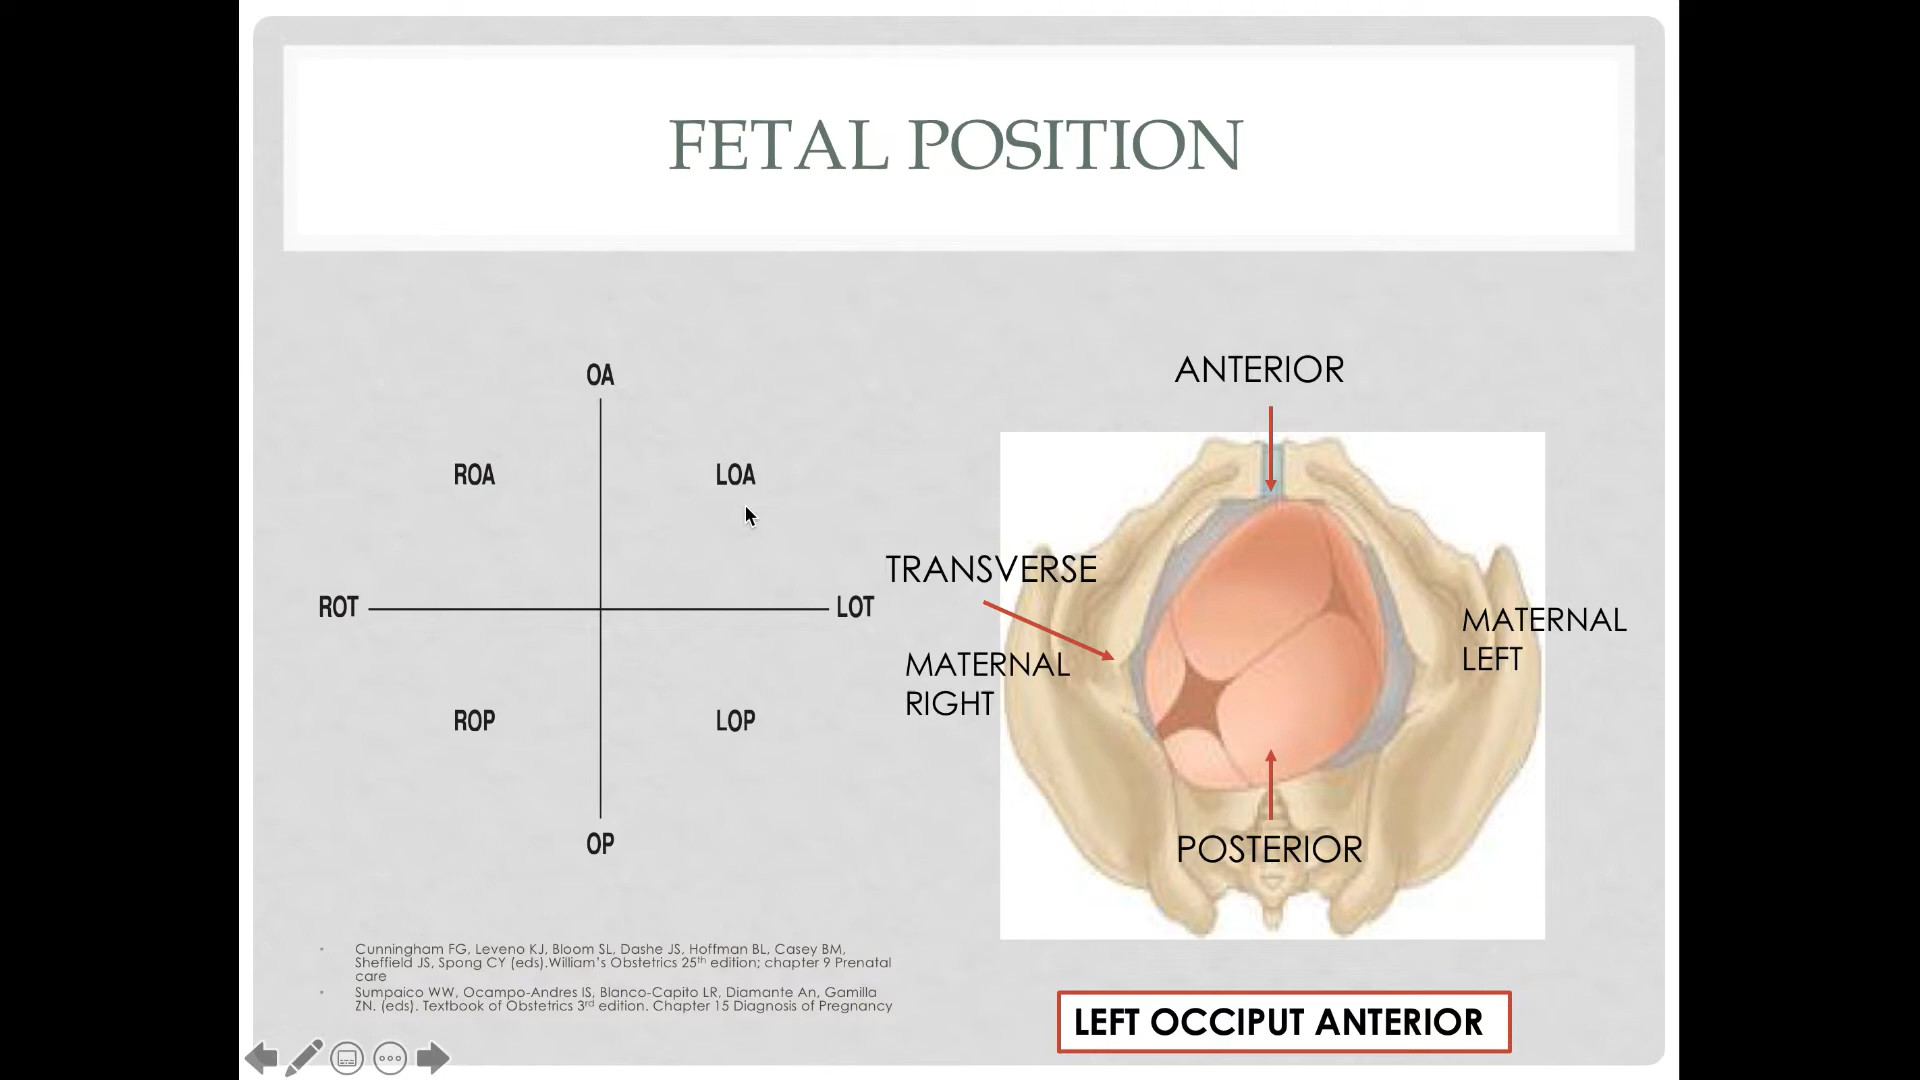 FETAL POSITION
OA
ROA
LOA
ROT
LOT
ROP
LOP
OP
ANTERIOR
TRANSVERSE
MATERNAL
RIGHT
MATERNAL
LEFT
POSTERIOR
LEFT OCCIPUT ANTERIOR
Cunningham FG, Leveno KJ, Bloom SL, Dashe JS, Hoffman BL, Casey BM,
Sheffield JS, Spong CY (eds).William's Obstetrics 25th edition; chapter 9 Prenatal
care
Sumpaico WW, Ocampo-Andres IS, Blanco-Capito LR, Diamante An, Gamilla
ZN. (eds). Textbook of Obstetrics 3rd edition. Chapter 15 Diagnosis of Pregnancy